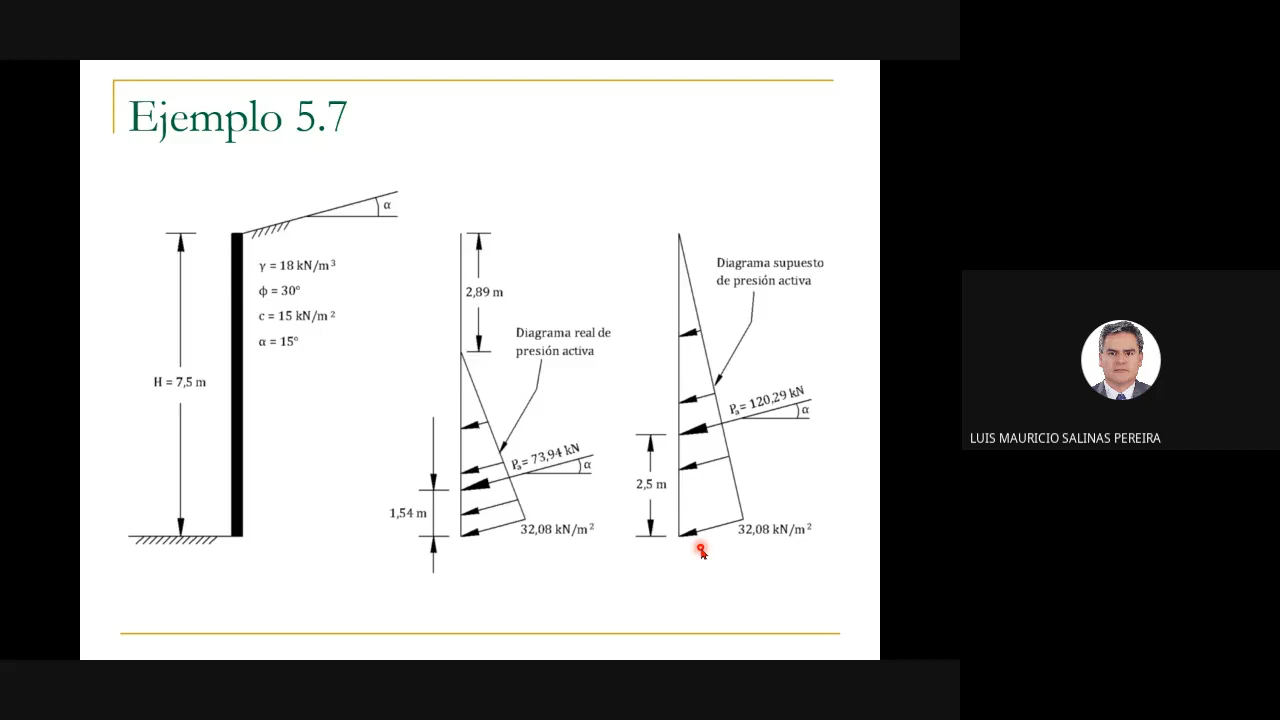 Ejemplo 5.7
α
γ = 18 kN/m³
ϕ = 30°
c = 15 kN/m²
α = 15°
H = 7,5 m
2,89 m
Diagrama real de
presión activa
Pₐ = 73,94 kN
α
1,54 m
32,08 kN/m²
Diagrama supuesto
de presión activa
Pₐ = 120,29 kN
α
2,5 m
32,08 kN/m²
LUIS MAURICIO SALINAS PEREIRA